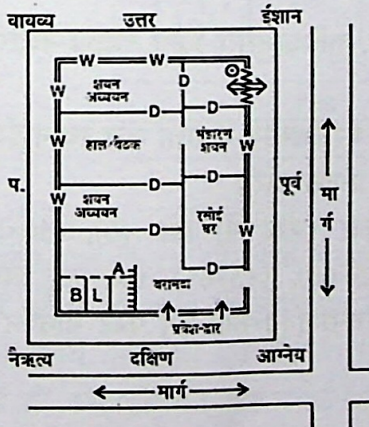 वायव्य उत्तर ईशान
W W
D
शयन
अध्ययन
W
D D
भंडारण
शयन
W हाल/बैठक W
प. पूर्व मार्ग
D D
W
शयन
अध्ययन
रसोई
घर
D W
A D
B L बरामदा
प्रवेश-द्वार
नैऋत्य दक्षिण आग्नेय
मार्ग